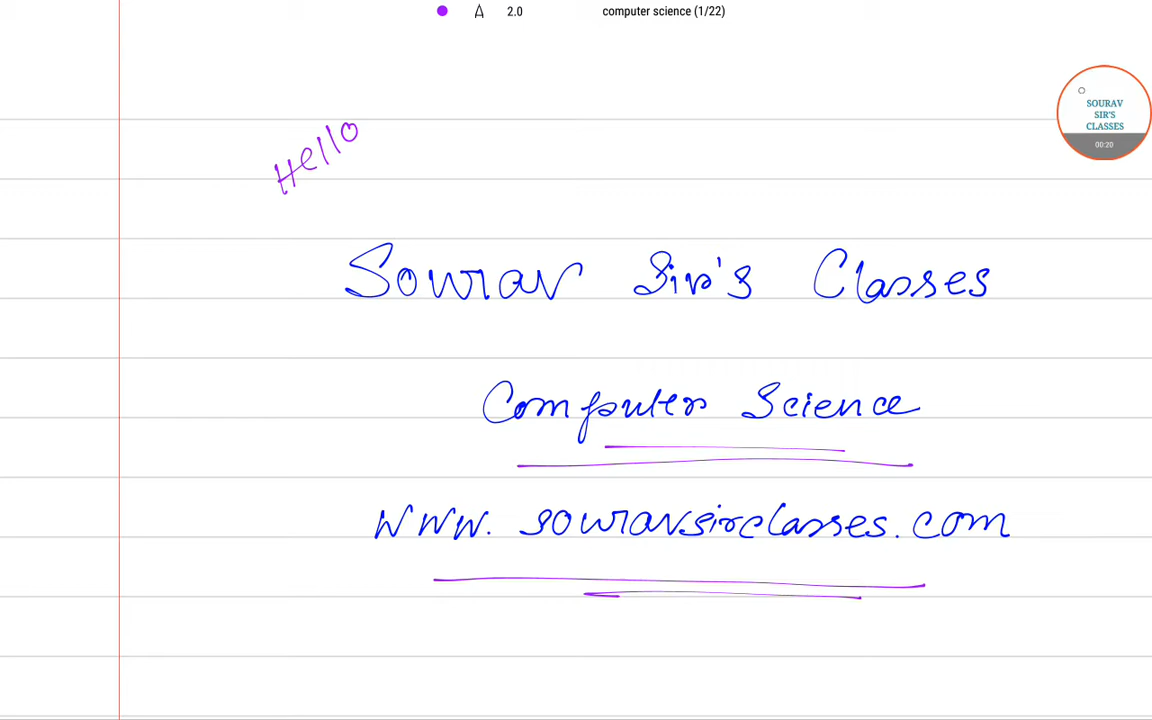 A 2.0 computer science (1/22)
SOURAV
SIR'S
CLASSES
00:20
Hello
Sourav Sir's Classes
Computer Science
www.souravsirclasses.com